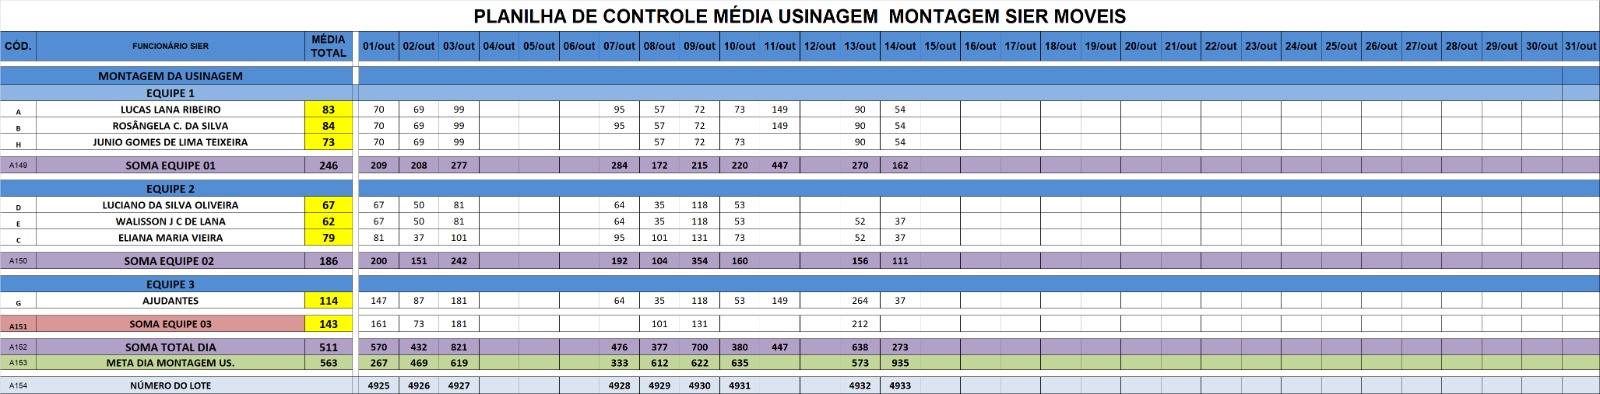 PLANILHA DE CONTROLE MÉDIA USINAGEM MONTAGEM SIER MOVEIS
CÓD. FUNCIONÁRIO SIER MÉDIA TOTAL 01/out 02/out 03/out 04/out 05/out 06/out 07/out 08/out 09/out 10/out 11/out 12/out 13/out 14/out 15/out 16/out 17/out 18/out 19/out 20/out 21/out 22/out 23/out 24/out 25/out 26/out 27/out 28/out 29/out 30/out 31/out
MONTAGEM DA USINAGEM
EQUIPE 1
A LUCAS LANA RIBEIRO 83 70 69 99 95 57 72 73 149 90 54
B ROSÂNGELA C. DA SILVA 84 70 69 99 95 57 72 149 90 54
H JUNIO GOMES DE LIMA TEIXEIRA 73 70 69 99 57 72 73 90 54
A149 SOMA EQUIPE 01 246 209 208 277 284 172 215 220 447 270 162
EQUIPE 2
D LUCIANO DA SILVA OLIVEIRA 67 67 50 81 64 35 118 53
E WALISSON J C DE LANA 62 67 50 81 64 35 118 53 52 37
C ELIANA MARIA VIEIRA 79 81 37 101 95 101 131 73 52 37
A150 SOMA EQUIPE 02 186 200 151 242 192 104 354 160 156 111
EQUIPE 3
G AJUDANTES 114 147 87 181 64 35 118 53 149 264 37
A151 SOMA EQUIPE 03 143 161 73 181 101 131 212
A152 SOMA TOTAL DIA 511 570 432 821 476 377 700 380 447 638 273
A153 META DIA MONTAGEM US. 563 267 469 619 333 612 622 635 573 935
A154 NÚMERO DO LOTE 4925 4926 4927 4928 4929 4930 4931 4932 4933